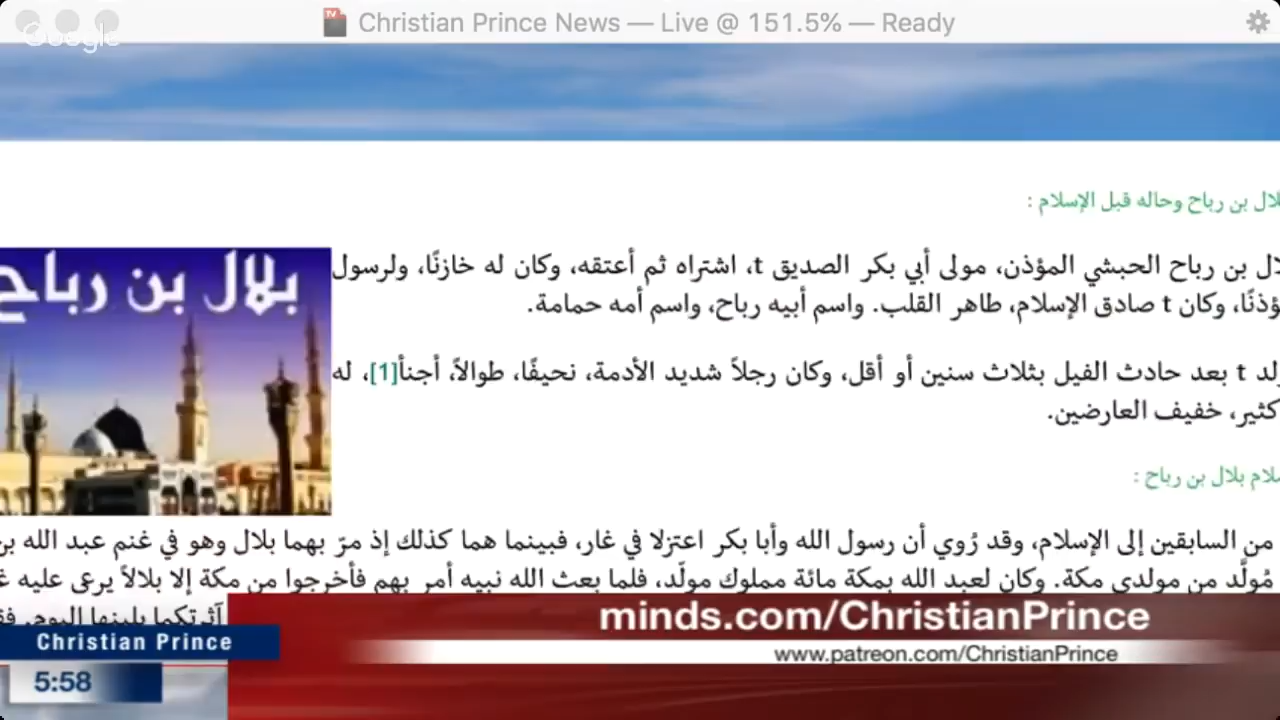 Google
Christian Prince News — Live @ 151.5% — Ready
بن رباح وحاله قبل الإسلام :
بن رباح الحبشي المؤذن، مولى أبي بكر الصديق t، اشتراه ثم أعتقه، وكان له خازنًا، ولرسول
وكان t صادق الإسلام، طاهر القلب. واسم أبيه رباح، واسم أمه حمامة.
بلال بن رباح
t بعد حادث الفيل بثلاث سنين أو أقل، وكان رجلاً شديد الأدمة، نحيفًا، طوالاً، أجنأ[1]، له
كثير، خفيف العارضين.
بلال بن رباح :
من السابقين إلى الإسلام، وقد رُوي أن رسول الله وأبا بكر اعتزلا في غار، فبينما هما كذلك إذ مرّ بهما بلال وهو في غنم عبد الله بن
مُولَّد من مولدي مكة. وكان لعبد الله بمكة مائة مملوك مولّد، فلما بعث الله نبيه أمر بهم فأخرجوا من مكة إلا بلالاً يرعى عليه
minds.com/ChristianPrince
Christian Prince
www.patreon.com/ChristianPrince
5:58